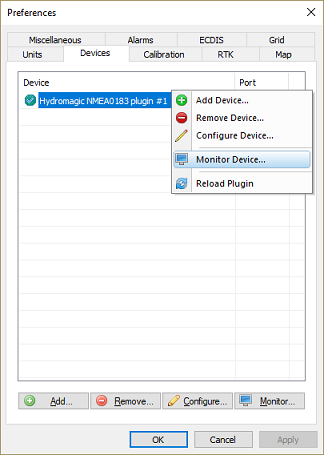 Preferences
Miscellaneous Alarms ECDIS Grid
Units Devices Calibration RTK Map
Device Port
Hydromagic NMEA0183 plugin #1
Add Device...
Remove Device...
Configure Device...
Monitor Device...
Reload Plugin
Add... Remove... Configure... Monitor...
OK Cancel Apply